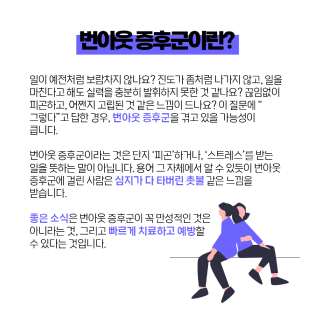 번아웃 증후군이란?
일이 예전처럼 보람차지 않나요? 진도가 좀처럼 나가지 않고, 일을
마친다고 해도 실력을 충분히 발휘하지 못한 것 같나요? 끊임없이
피곤하고, 어쩐지 고립된 것 같은 느낌이 드나요? 이 질문에 "
그렇다"고 답한 경우, 번아웃 증후군을 겪고 있을 가능성이
큽니다.
번아웃 증후군이라는 것은 단지 '피곤'하거나, '스트레스'를 받는
일을 뜻하는 말이 아닙니다. 용어 그 자체에서 알 수 있듯이 번아웃
증후군에 걸린 사람은 심지가 다 타버린 촛불 같은 느낌을
받습니다.
좋은 소식은 번아웃 증후군이 꼭 만성적인 것은
아니라는 것, 그리고 빠르게 치료하고 예방할
수 있다는 것입니다.